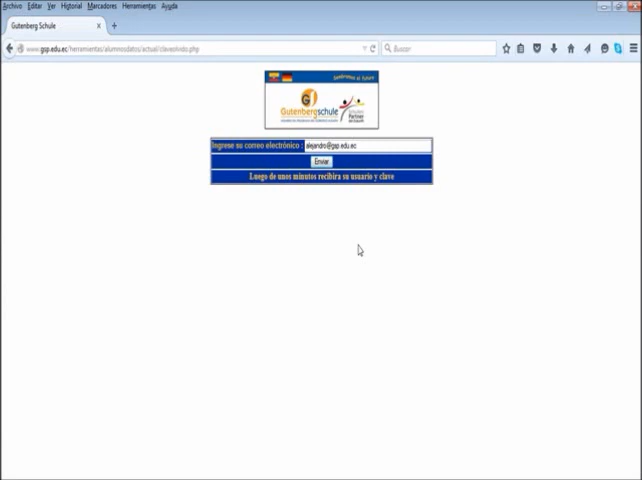 Archivo Editar Ver Historial Marcadores Herramientas Ayuda
Gutenberg Schule
www.gsp.edu.ec/herramientas/alumnosdatos/actual/claveolvido.php
Buscar
Gutenbergschule
Ingrese su correo electrónico : alejandro@gsp.edu.ec
Enviar
Luego de unos minutos recibira su usuario y clave